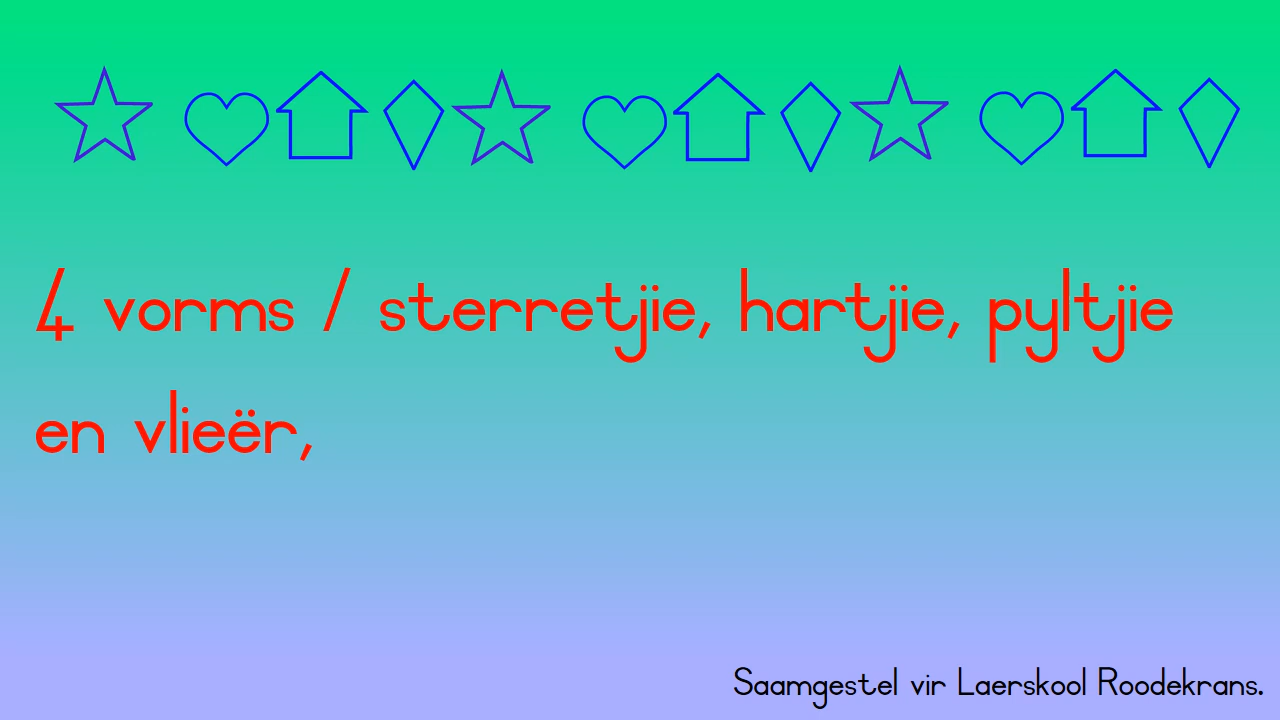 4 vorms / sterretjie, hartjie, pyltjie
en vlieër,
Saamgestel vir Laerskool Roodekrans.